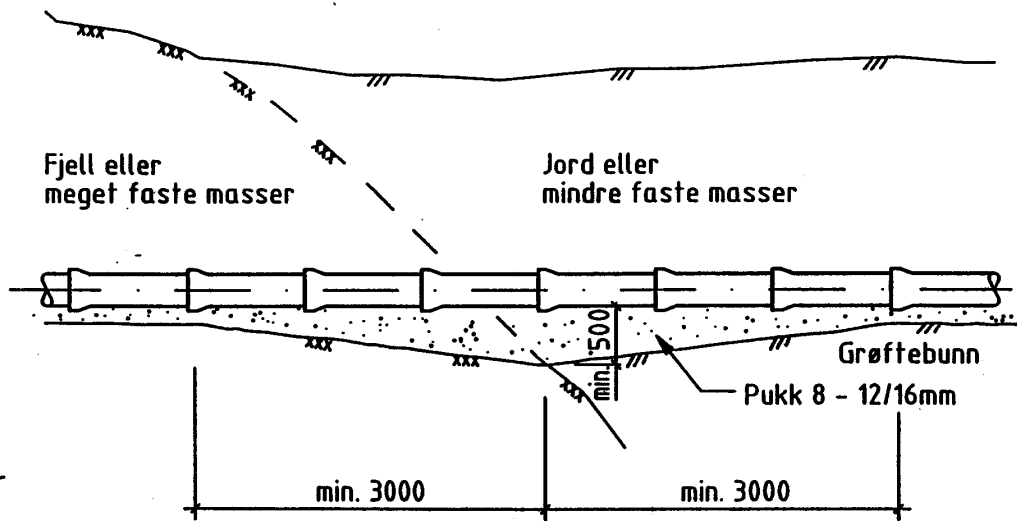 Fjell eller
meget faste masser
Jord eller
mindre faste masser
min. 500
Grøftebunn
Pukk 8 - 12/16mm
min. 3000
min. 3000